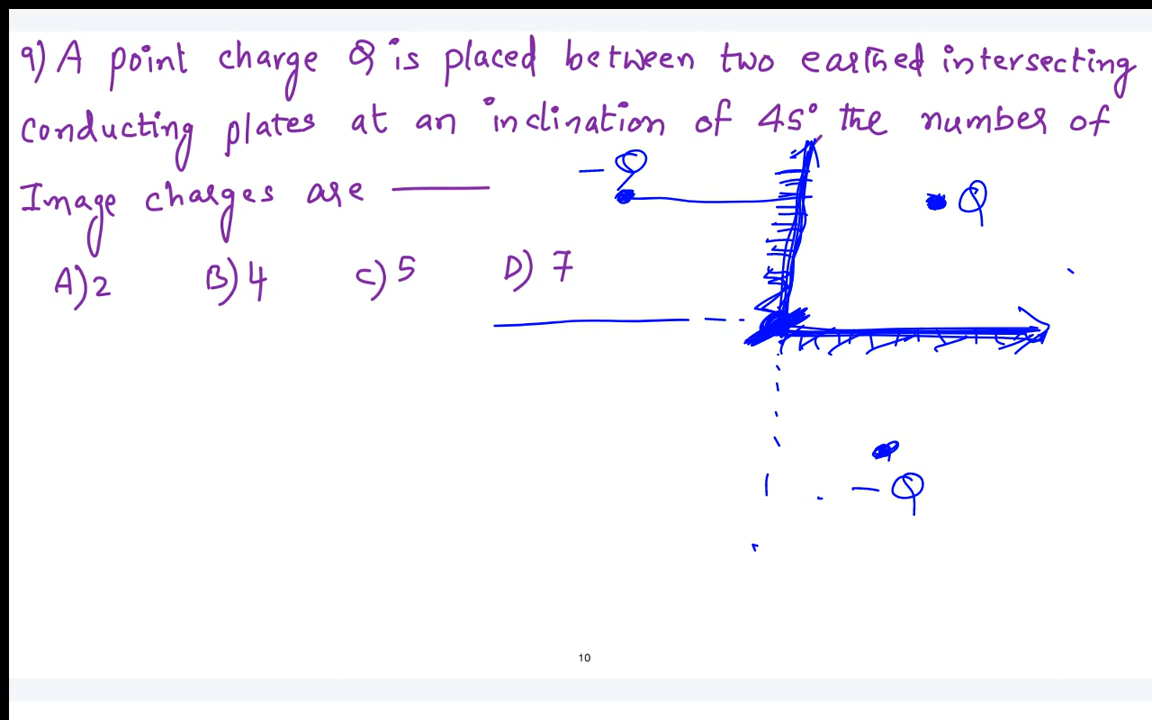 9) A point charge Q is placed between two earthed intersecting
conducting plates at an inclination of 45° the number of
Image charges are
A) 2 B) 4 C) 5 D) 7
-Q
Q
-Q
10